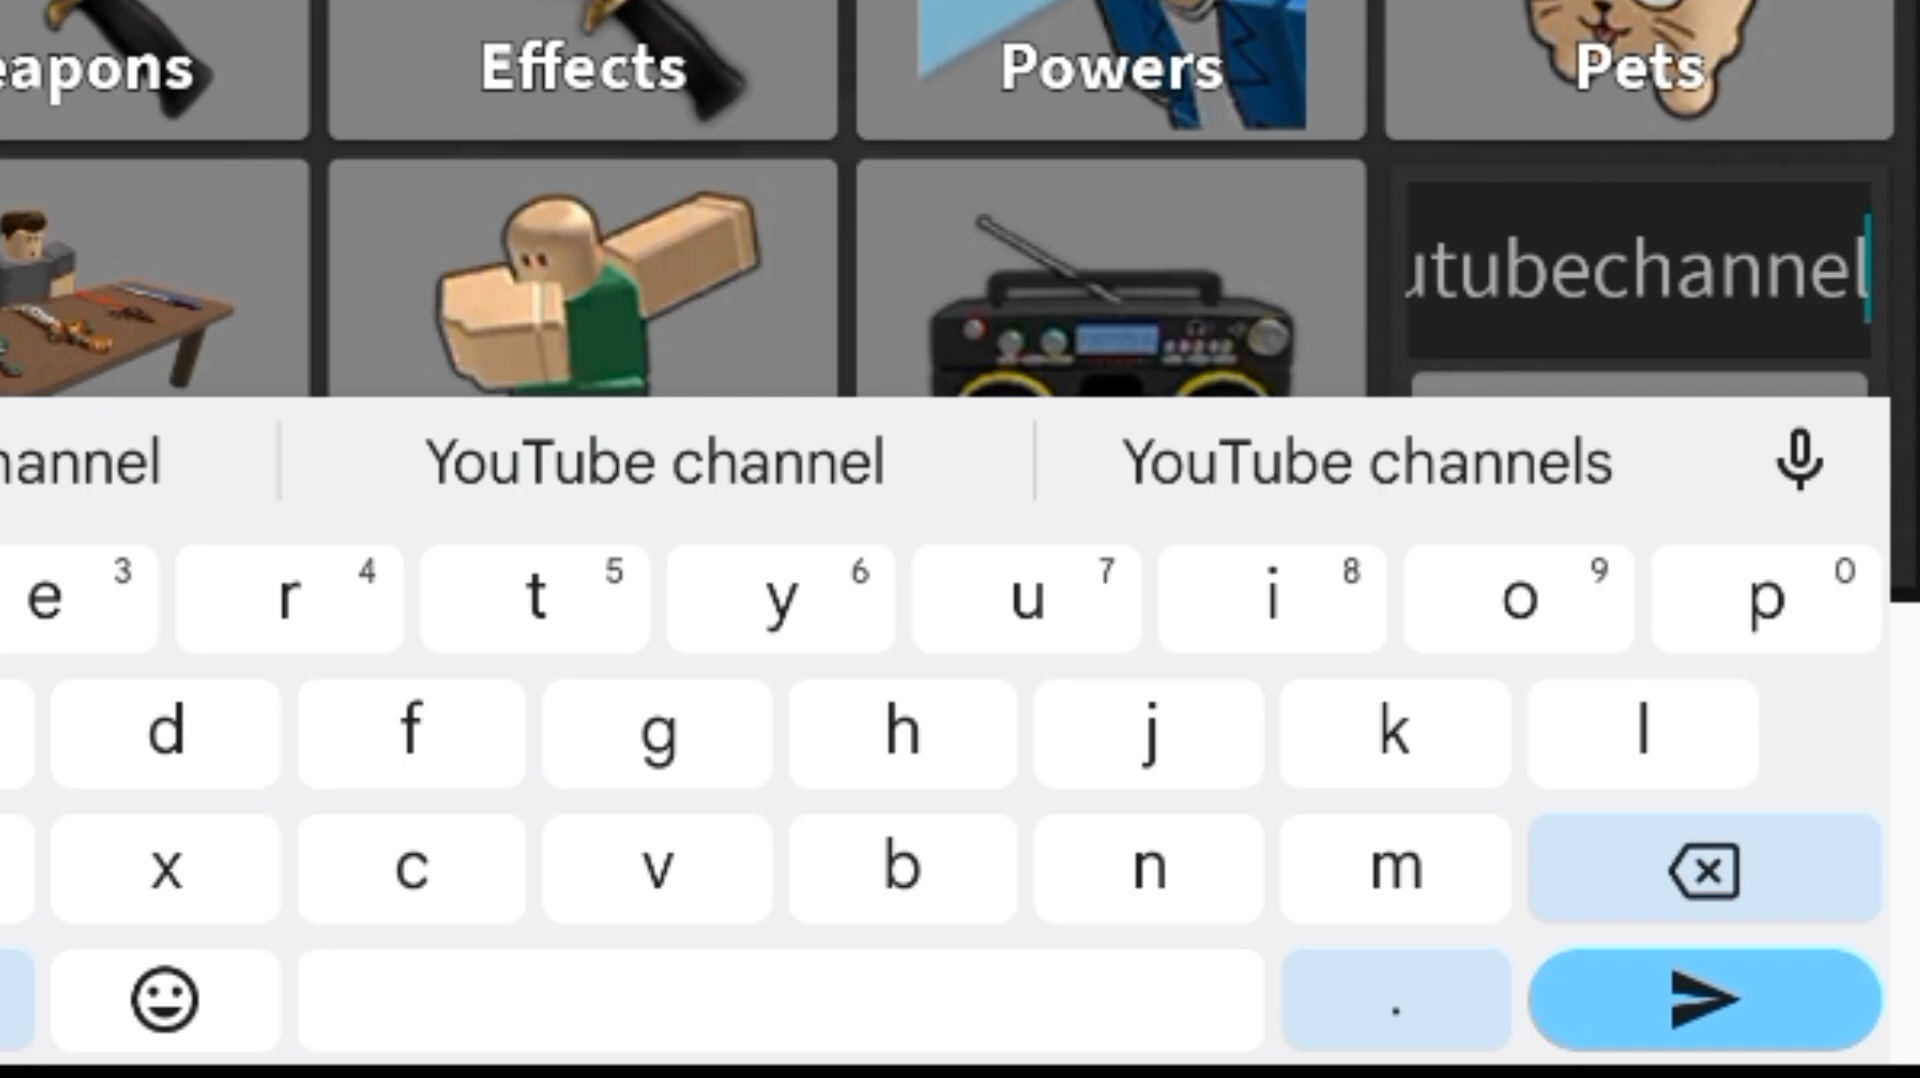 eapons Effects Powers Pets
utubechannel
hannel YouTube channel YouTube channels
e 3 r 4 t 5 y 6 u 7 i 8 o 9 p 0
d f g h j k l
x c v b n m
.